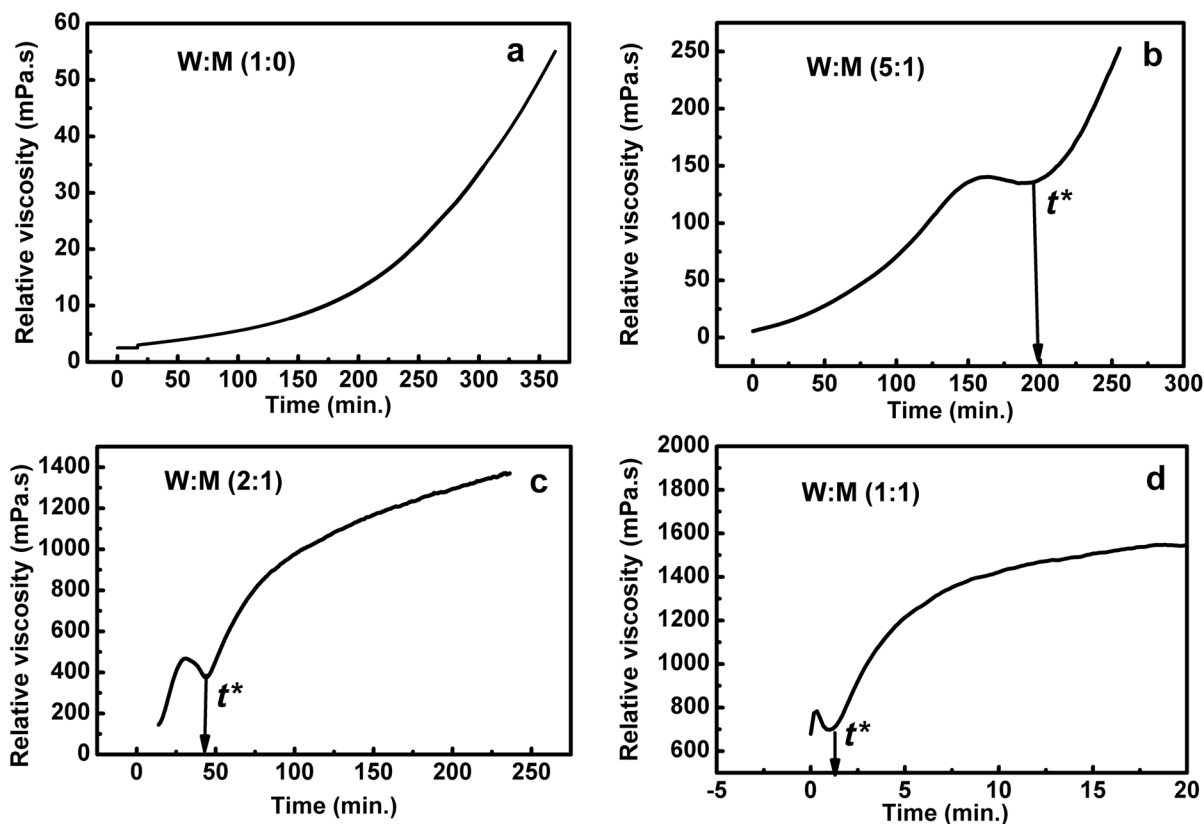 Relative viscosity (mPa.s)
60
50
40
30
20
10
0
W:M (1:0)
a
0 50 100 150 200 250 300 350
Time (min.)
Relative viscosity (mPa.s)
250
200
150
100
50
0
W:M (5:1)
b
t*
0 50 100 150 200 250 300
Time (min.)
Relative viscosity (mPa.s)
1400
1200
1000
800
600
400
200
0
W:M (2:1)
c
t*
0 50 100 150 200 250
Time (min.)
Relative viscosity (mPa.s)
2000
1800
1600
1400
1200
1000
800
600
W:M (1:1)
d
t*
-5 0 5 10 15 20
Time (min.)